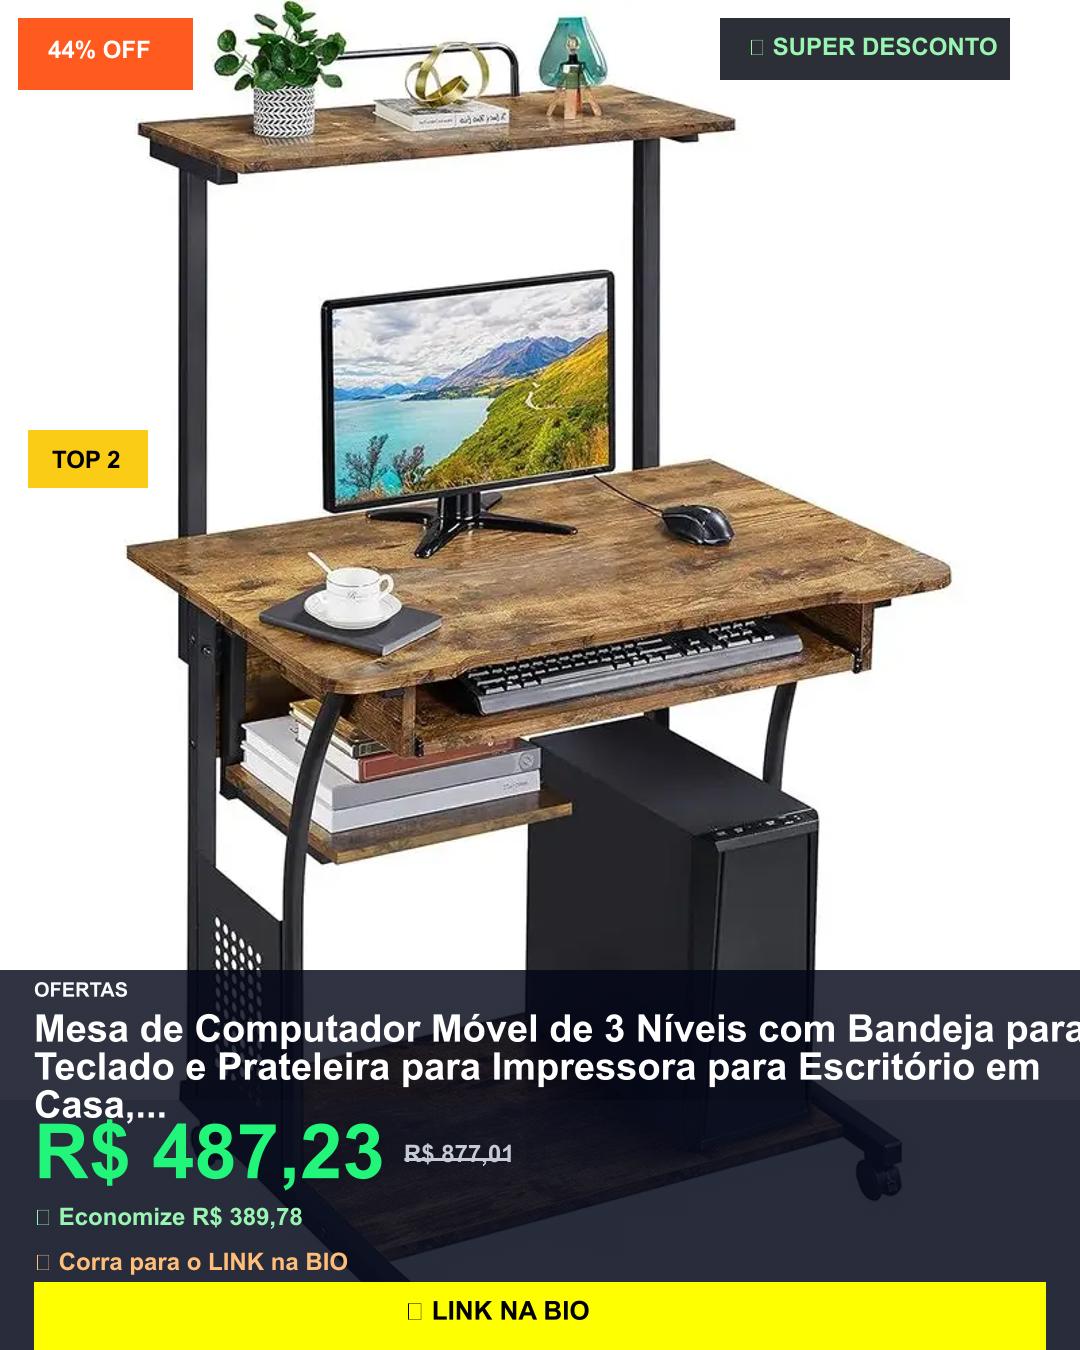 44% OFF
SUPER DESCONTO
TOP 2
OFERTAS
Mesa de Computador Móvel de 3 Níveis com Bandeja para
Teclado e Prateleira para Impressora para Escritório em
Casa,...
R$ 487,23 R$ 877,01
Economize R$ 389,78
Corra para o LINK na BIO
LINK NA BIO